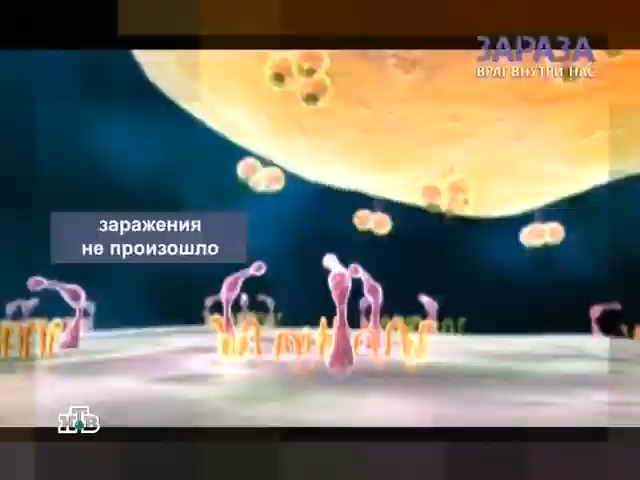 ЗАРАЗА
ВРАГ ВНУТРИ НАС
заражения
не произошло
НТВ